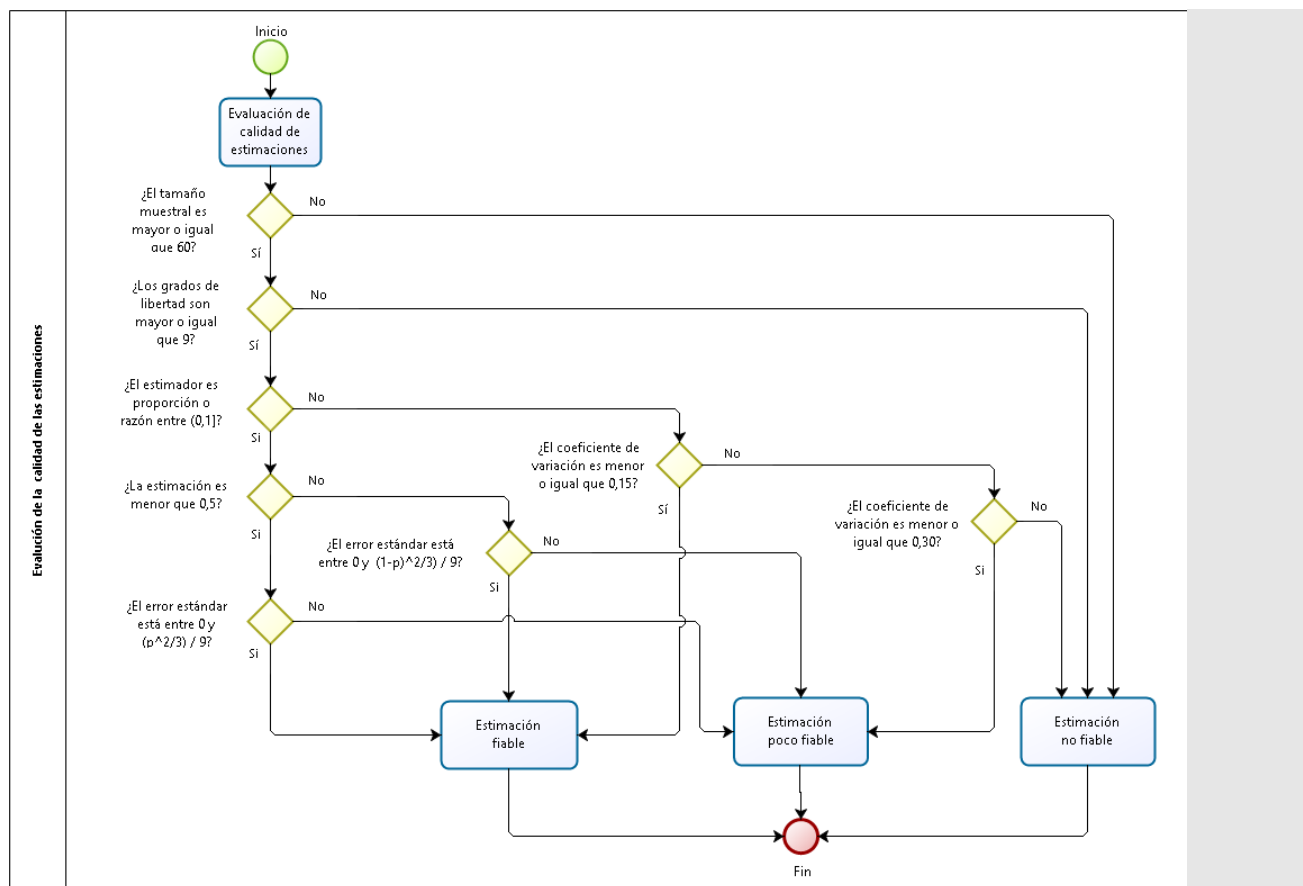 Evalución de la calidad de las estimaciones
Inicio
Evaluación de
calidad de
estimaciones
¿El tamaño
muestral es
mayor o igual
que 60?
No
Sí
¿Los grados de
libertad son
mayor o igual
que 9?
No
Sí
¿El estimador es
proporción o
razón entre (0,1]?
No
Si
¿El coeficiente de
variación es menor
o igual que 0,15?
No
Sí
¿La estimación es
menor que 0,5?
No
Si
¿El coeficiente de
variación es menor o
igual que 0,30?
No
Si
¿El error estándar está
entre 0 y (1-p)^2/3) / 9?
No
Si
¿El error estándar
está entre 0 y
(p^2/3) / 9?
No
Si
Estimación
fiable
Estimación
poco fiable
Estimación
no fiable
Fin